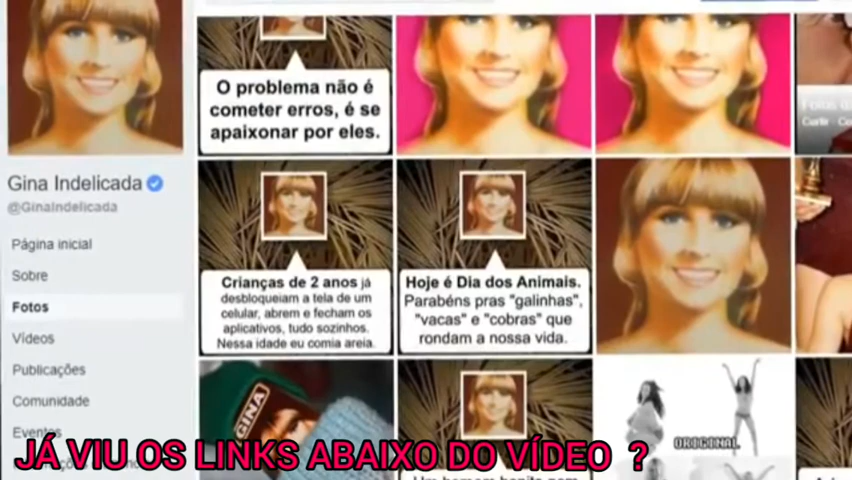 Gina Indelicada
@GinaIndelicada
Página inicial
Sobre
Fotos
Vídeos
Publicações
Comunidade
Eventos
O problema não é
cometer erros, é se
apaixonar por eles.
Crianças de 2 anos já
desbloqueiam a tela de um
celular, abrem e fecham os
aplicativos, tudo sozinhos.
Nessa idade eu comia areia.
Hoje é Dia dos Animais.
Parabéns pras "galinhas",
"vacas" e "cobras" que
rondam a nossa vida.
GINA
ORIGINAL
JÁ VIU OS LINKS ABAIXO DO VÍDEO ?